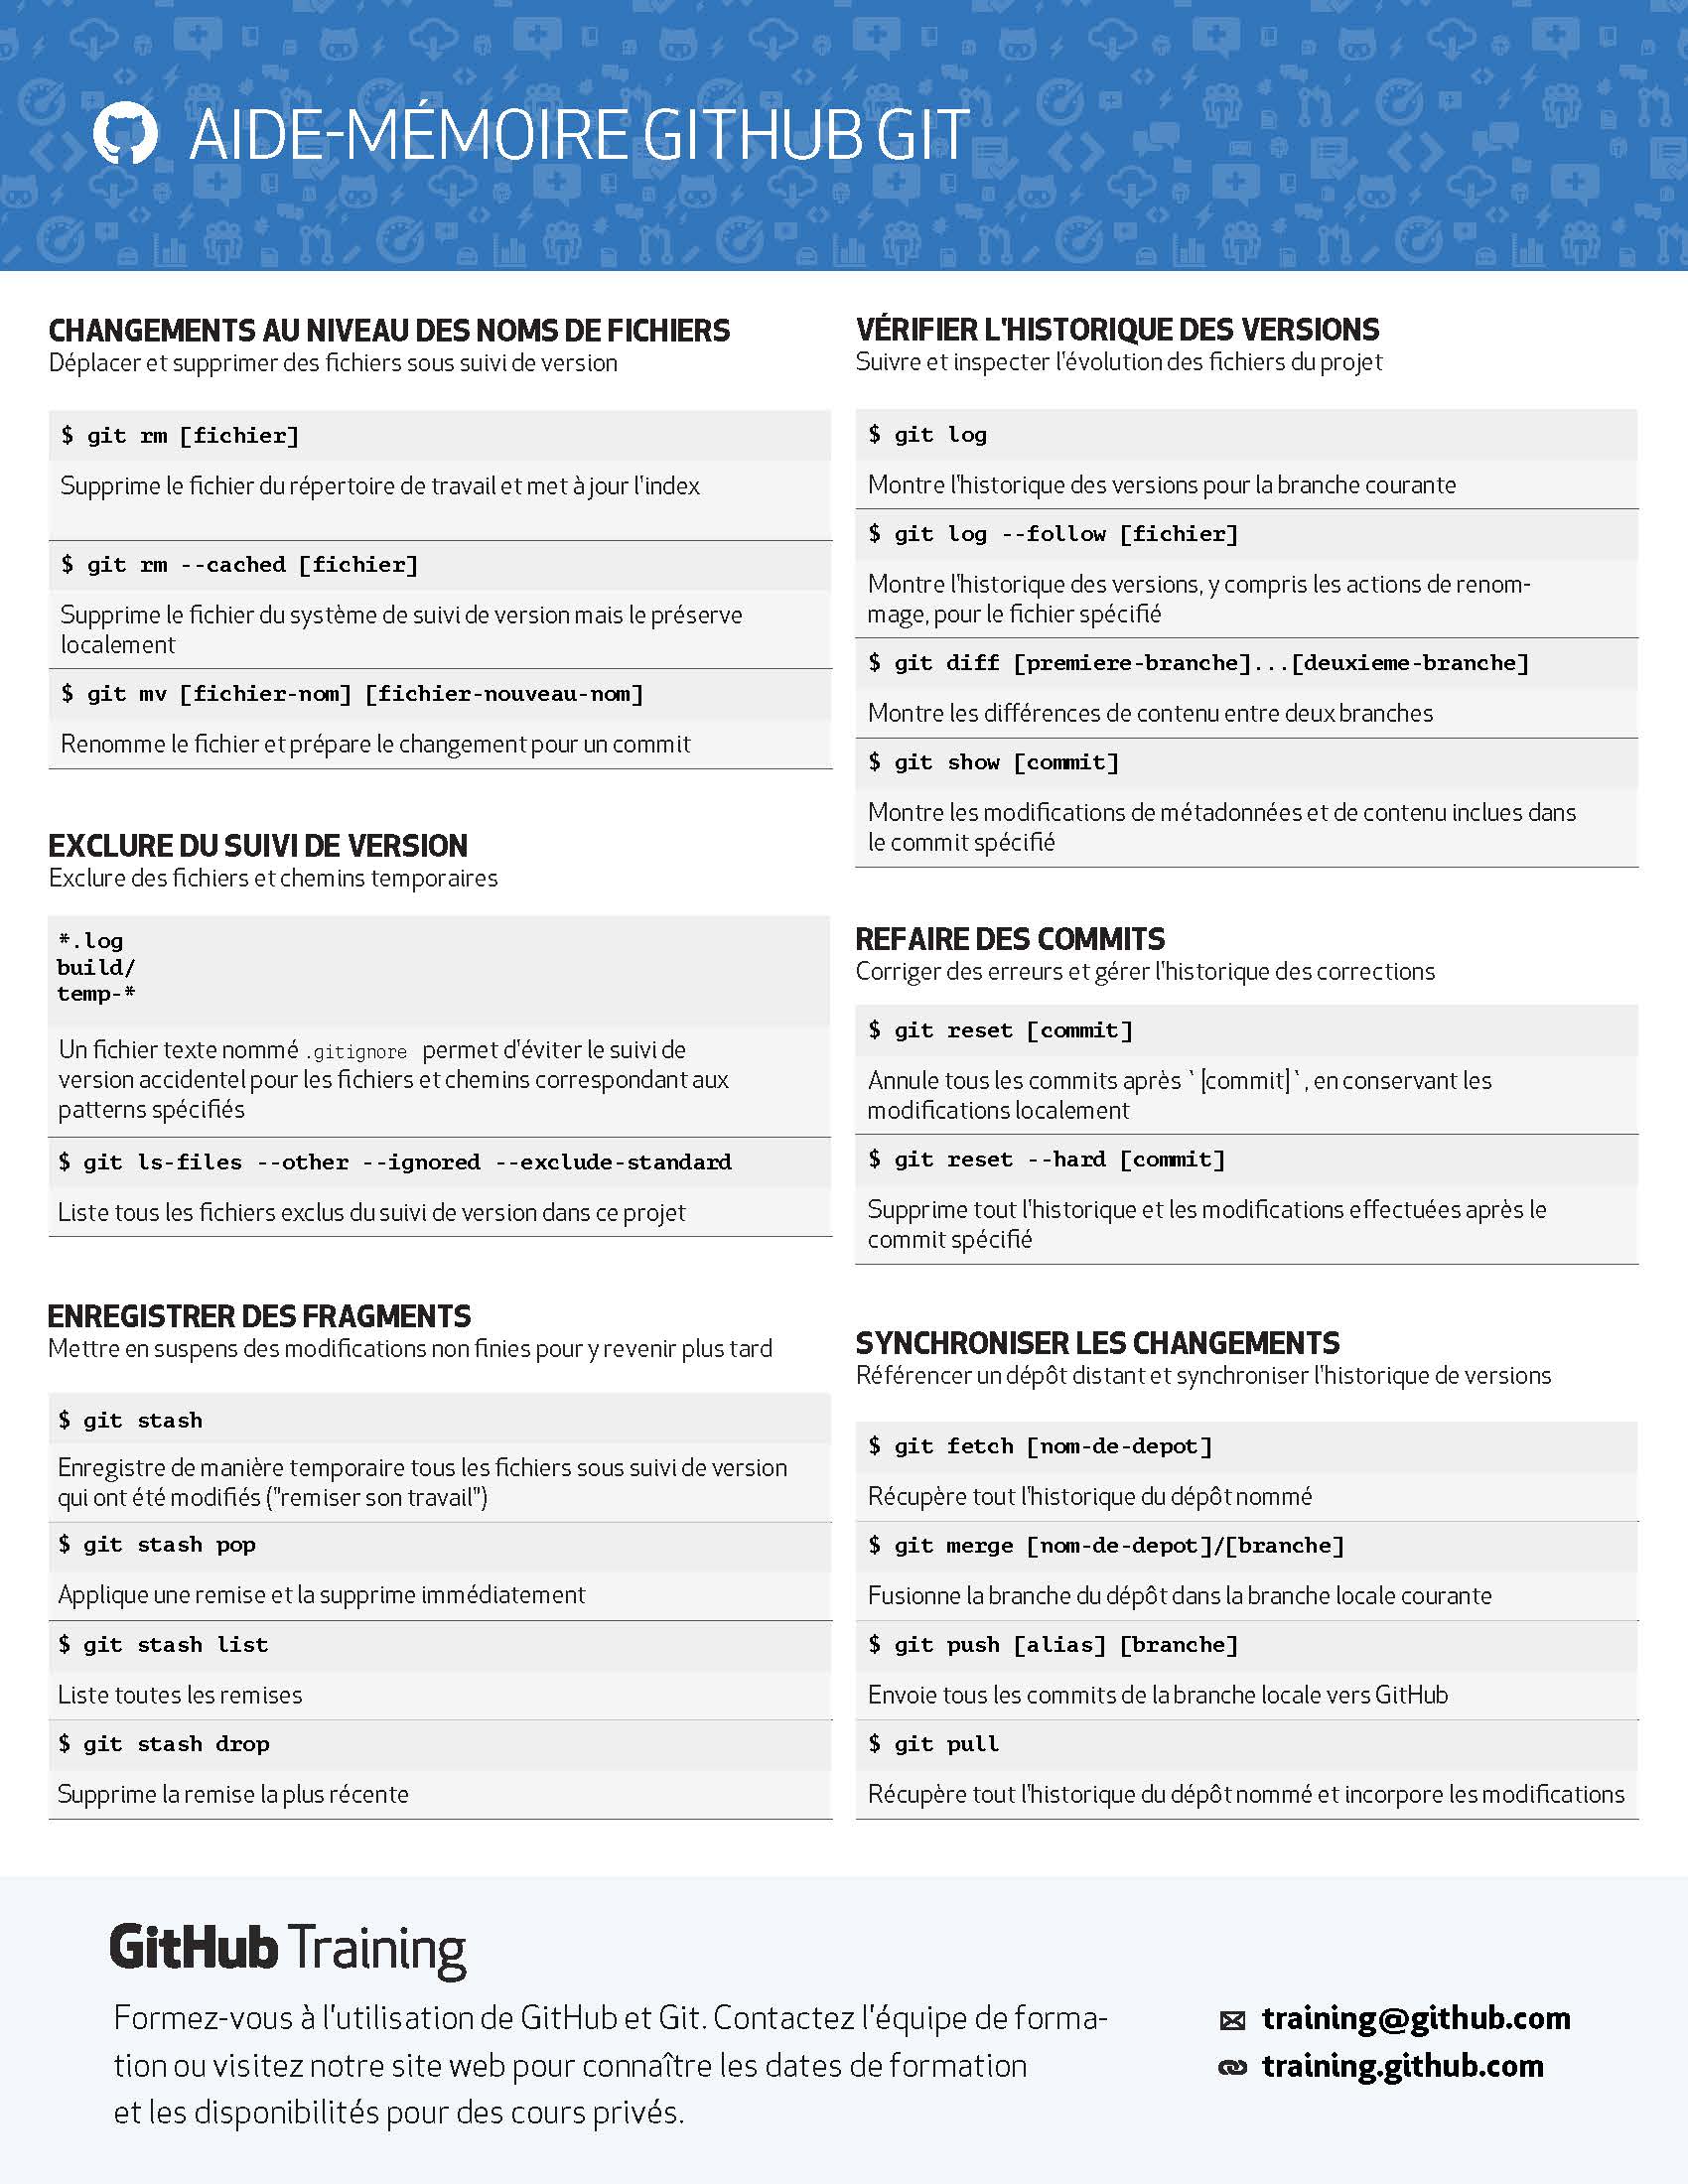 AIDE-MÉMOIRE GITHUB GIT
CHANGEMENTS AU NIVEAU DES NOMS DE FICHIERS
Déplacer et supprimer des fichiers sous suivi de version
$ git rm [fichier]
Supprime le fichier du répertoire de travail et met à jour l'index
$ git rm --cached [fichier]
Supprime le fichier du système de suivi de version mais le préserve
localement
$ git mv [fichier-nom] [fichier-nouveau-nom]
Renomme le fichier et prépare le changement pour un commit
EXCLURE DU SUIVI DE VERSION
Exclure des fichiers et chemins temporaires
*.log
build/
temp-*
Un fichier texte nommé .gitignore permet d'éviter le suivi de
version accidentel pour les fichiers et chemins correspondant aux
patterns spécifiés
$ git ls-files --other --ignored --exclude-standard
Liste tous les fichiers exclus du suivi de version dans ce projet
ENREGISTRER DES FRAGMENTS
Mettre en suspens des modifications non finies pour y revenir plus tard
$ git stash
Enregistre de manière temporaire tous les fichiers sous suivi de version
qui ont été modifiés ("remiser son travail")
$ git stash pop
Applique une remise et la supprime immédiatement
$ git stash list
Liste toutes les remises
$ git stash drop
Supprime la remise la plus récente
VÉRIFIER L'HISTORIQUE DES VERSIONS
Suivre et inspecter l'évolution des fichiers du projet
$ git log
Montre l'historique des versions pour la branche courante
$ git log --follow [fichier]
Montre l'historique des versions, y compris les actions de renom-
mage, pour le fichier spécifié
$ git diff [premiere-branche]...[deuxieme-branche]
Montre les différences de contenu entre deux branches
$ git show [commit]
Montre les modifications de métadonnées et de contenu inclues dans
le commit spécifié
REFAIRE DES COMMITS
Corriger des erreurs et gérer l'historique des corrections
$ git reset [commit]
Annule tous les commits après `[commit]`, en conservant les
modifications localement
$ git reset --hard [commit]
Supprime tout l'historique et les modifications effectuées après le
commit spécifié
SYNCHRONISER LES CHANGEMENTS
Référencer un dépôt distant et synchroniser l'historique de versions
$ git fetch [nom-de-depot]
Récupère tout l'historique du dépôt nommé
$ git merge [nom-de-depot]/[branche]
Fusionne la branche du dépôt dans la branche locale courante
$ git push [alias] [branche]
Envoie tous les commits de la branche locale vers GitHub
$ git pull
Récupère tout l'historique du dépôt nommé et incorpore les modifications
GitHub Training
Formez-vous à l'utilisation de GitHub et Git. Contactez l'équipe de forma-
tion ou visitez notre site web pour connaître les dates de formation
et les disponibilités pour des cours privés.
training@github.com
training.github.com